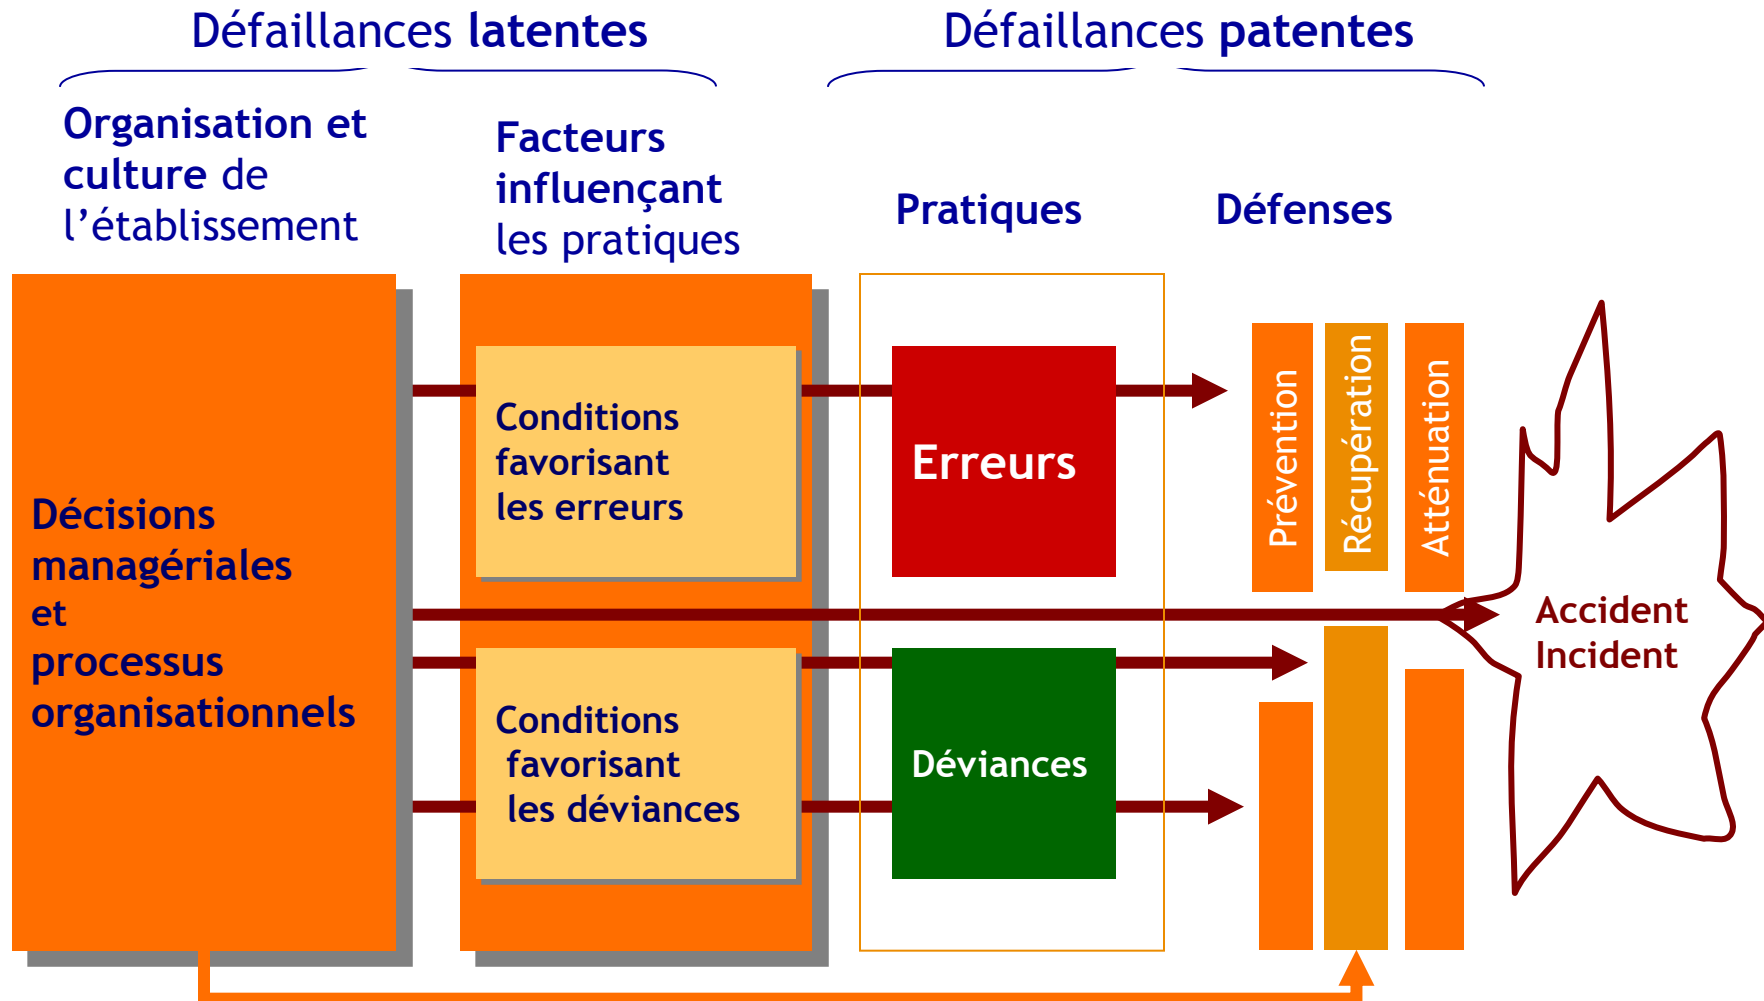 Défaillances latentes
Défaillances patentes
Organisation et
culture de
l’établissement
Facteurs
influençant
les pratiques
Pratiques
Défenses
Décisions
managériales
et
processus
organisationnels
Conditions
favorisant
les erreurs
Erreurs
Prévention
Récupération
Atténuation
Accident
Incident
Conditions
favorisant
les déviances
Déviances